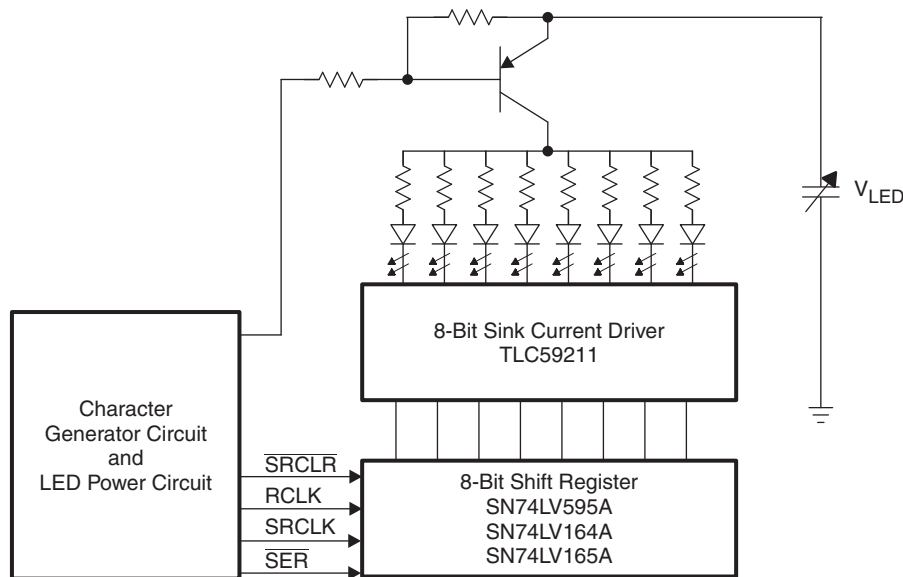 VLED
8-Bit Sink Current Driver
TLC59211
Character
Generator Circuit
and
LED Power Circuit
SRCLR
RCLK
SRCLK
SER
8-Bit Shift Register
SN74LV595A
SN74LV164A
SN74LV165A